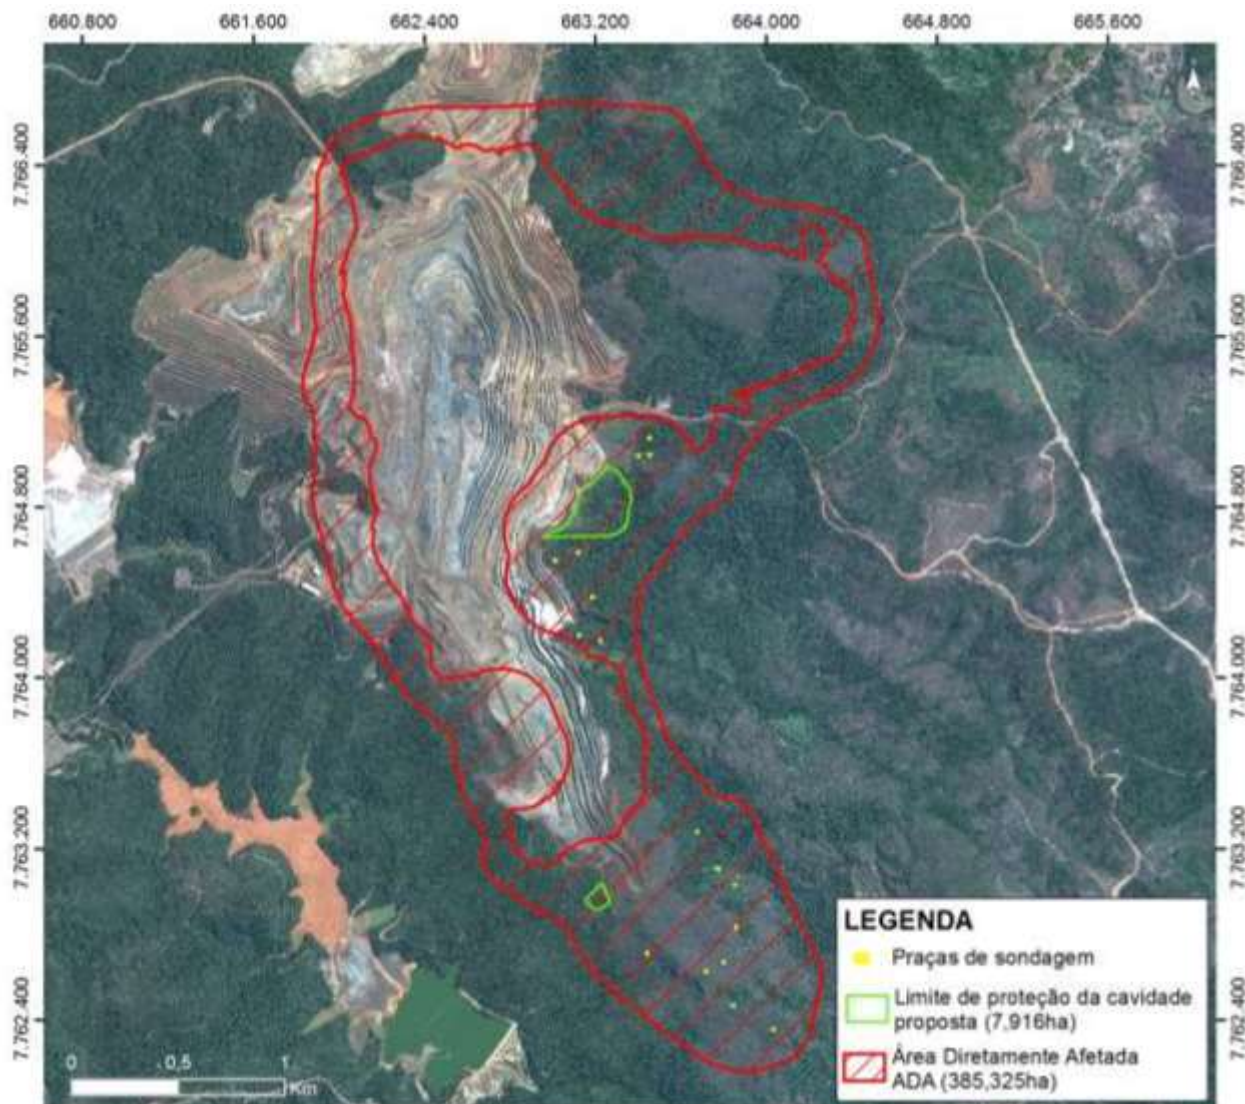 660.800 661.600 662.400 663.200 664.000 664.800 665.600
7.766.400 7.766.400
7.765.600 7.765.600
7.764.800 7.764.800
7.764.000 7.764.000
7.763.200 7.763.200
7.762.400 7.762.400
LEGENDA
Praças de sondagem
Limite de proteção da cavidade
proposta (7,916ha)
Área Diretamente Afetada
ADA (385,325ha)
0 0,5 1
Km